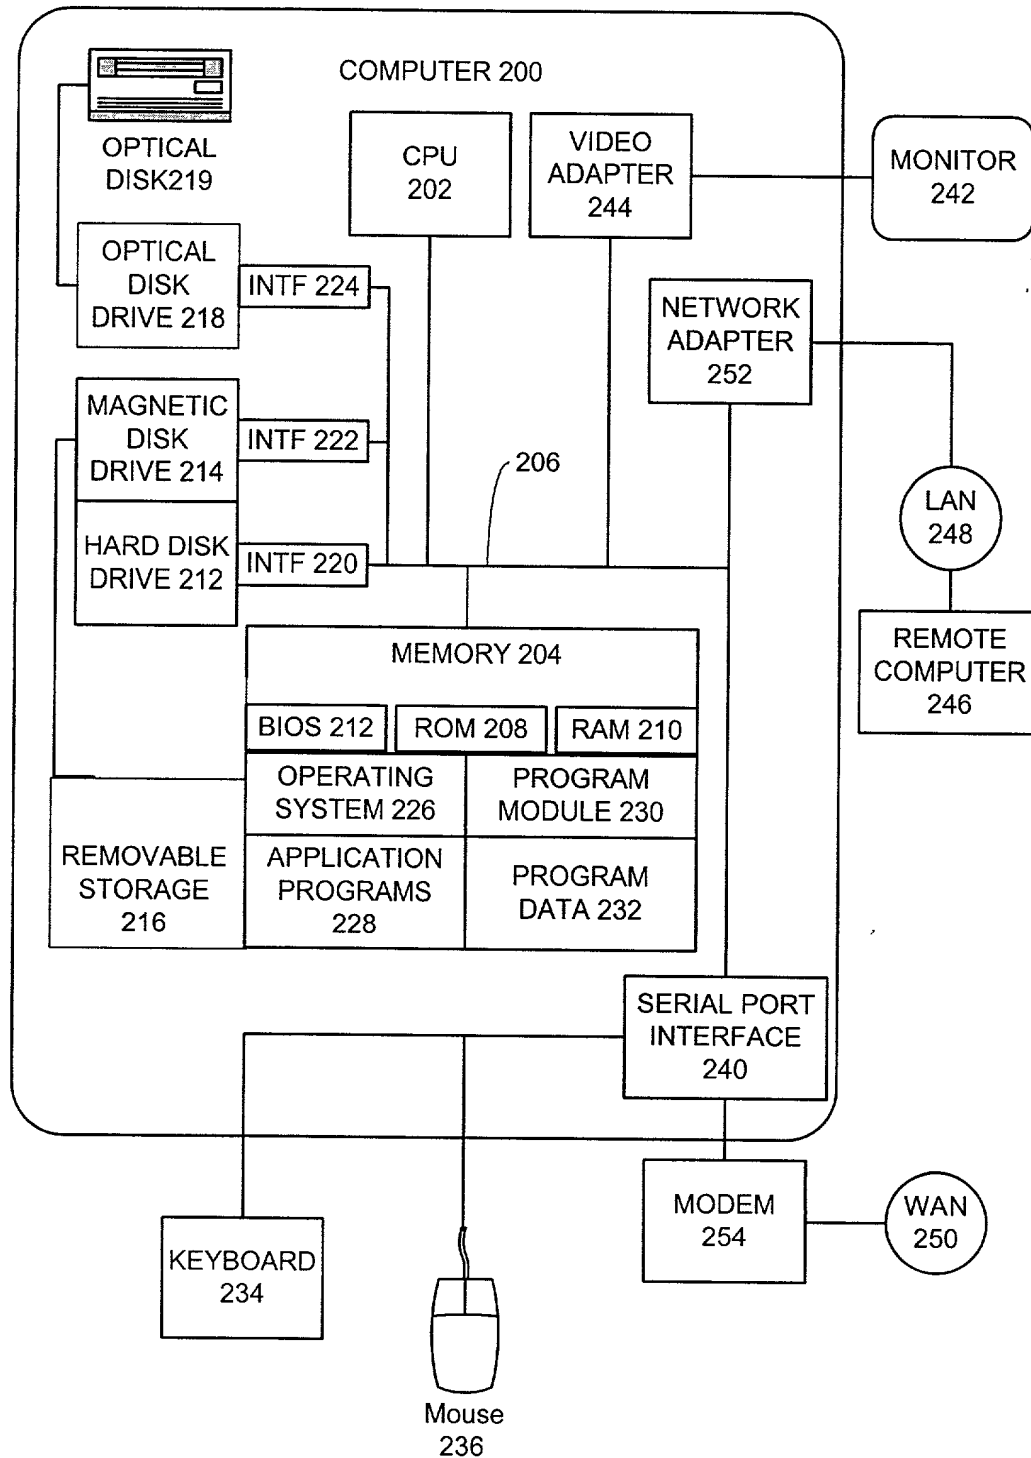 COMPUTER 200
OPTICAL
DISK219
CPU
202
VIDEO
ADAPTER
244
MONITOR
242
OPTICAL
DISK
DRIVE 218
INTF 224
NETWORK
ADAPTER
252
MAGNETIC
DISK
DRIVE 214
INTF 222
206
LAN
248
HARD DISK
DRIVE 212
INTF 220
REMOTE
COMPUTER
246
MEMORY 204
BIOS 212
ROM 208
RAM 210
OPERATING
SYSTEM 226
PROGRAM
MODULE 230
REMOVABLE
STORAGE
216
APPLICATION
PROGRAMS
228
PROGRAM
DATA 232
SERIAL PORT
INTERFACE
240
MODEM
254
WAN
250
KEYBOARD
234
Mouse
236